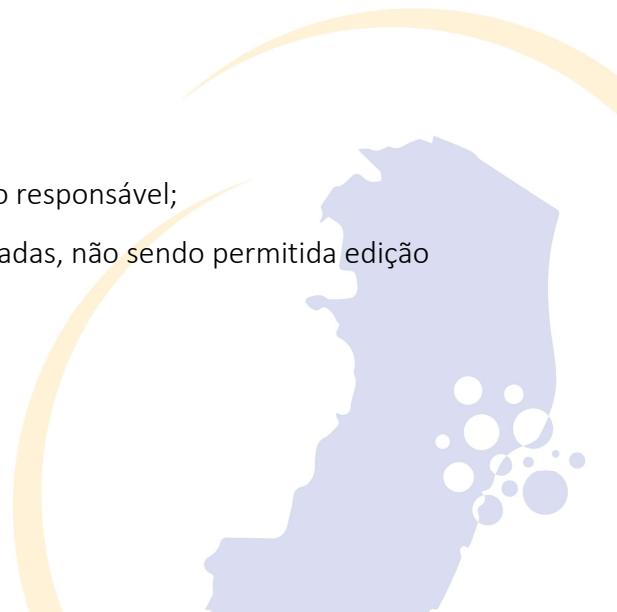 o responsável;
adas, não sendo permitida edição